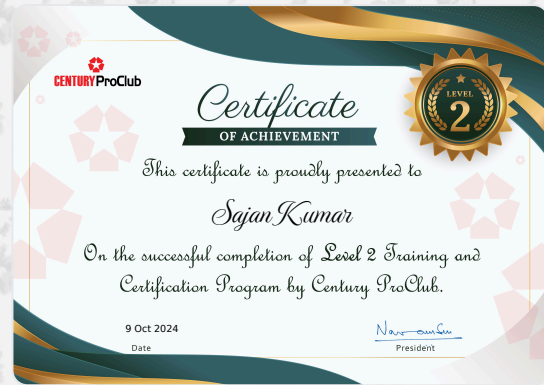 CENTURY ProClub
Certificate
OF ACHIEVEMENT
LEVEL
2
This certificate is proudly presented to
Sajan Kumar
On the successful completion of Level 2 Training and
Certification Program by Century ProClub.
9 Oct 2024
Date
President